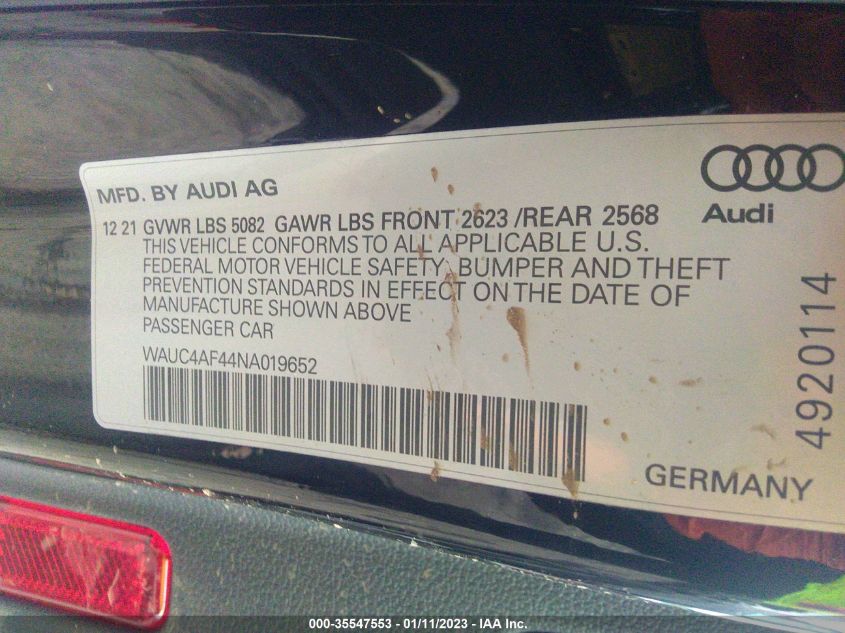 MFD. BY AUDI AG
Audi
12 21 GVWR LBS 5082 GAWR LBS FRONT 2623 /REAR 2568
THIS VEHICLE CONFORMS TO ALL APPLICABLE U.S.
FEDERAL MOTOR VEHICLE SAFETY, BUMPER AND THEFT
PREVENTION STANDARDS IN EFFECT ON THE DATE OF
MANUFACTURE SHOWN ABOVE
PASSENGER CAR
WAUC4AF44NA019652
4920114
GERMANY
000-35547553 - 01/11/2023 - IAA Inc.